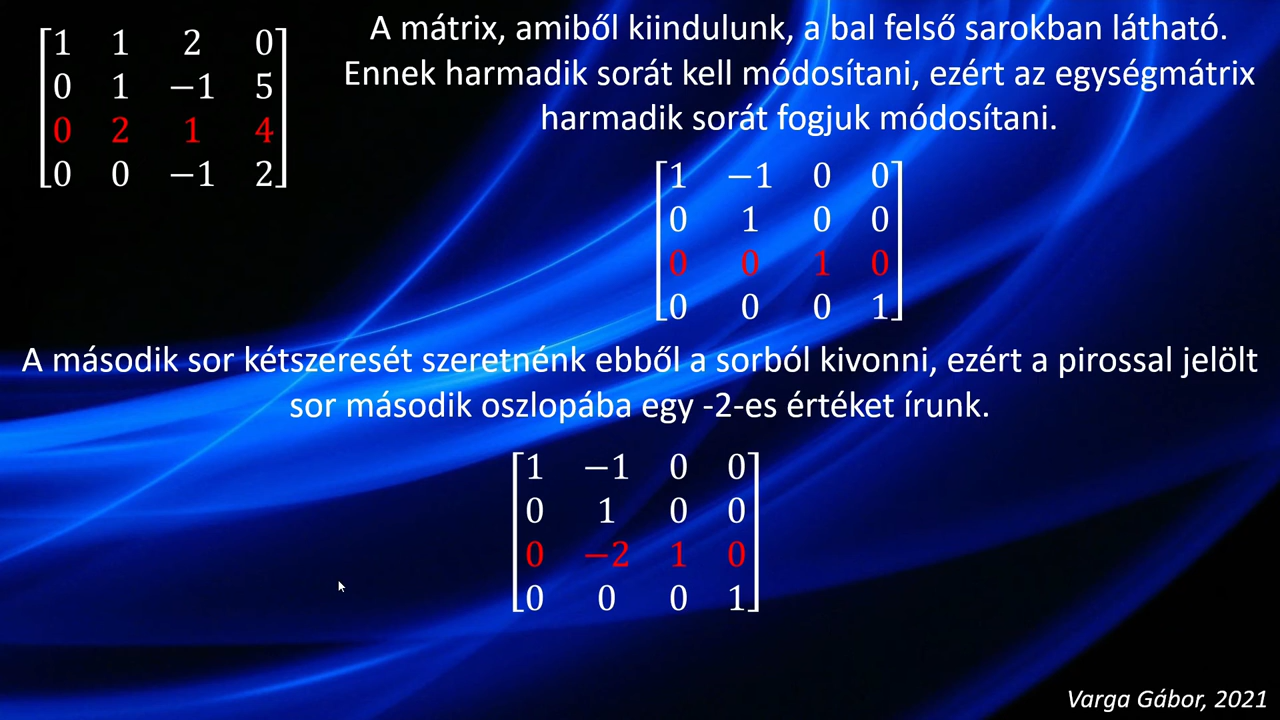 1 1 2 0
0 1 −1 5
0 2 1 4
0 0 −1 2
A mátrix, amiből kiindulunk, a bal felső sarokban látható.
Ennek harmadik sorát kell módosítani, ezért az egységmátrix
harmadik sorát fogjuk módosítani.
1 −1 0 0
0 1 0 0
0 0 1 0
0 0 0 1
A második sor kétszeresét szeretnénk ebből a sorból kivonni, ezért a pirossal jelölt
sor második oszlopába egy -2-es értéket írunk.
1 −1 0 0
0 1 0 0
0 −2 1 0
0 0 0 1
Varga Gábor, 2021